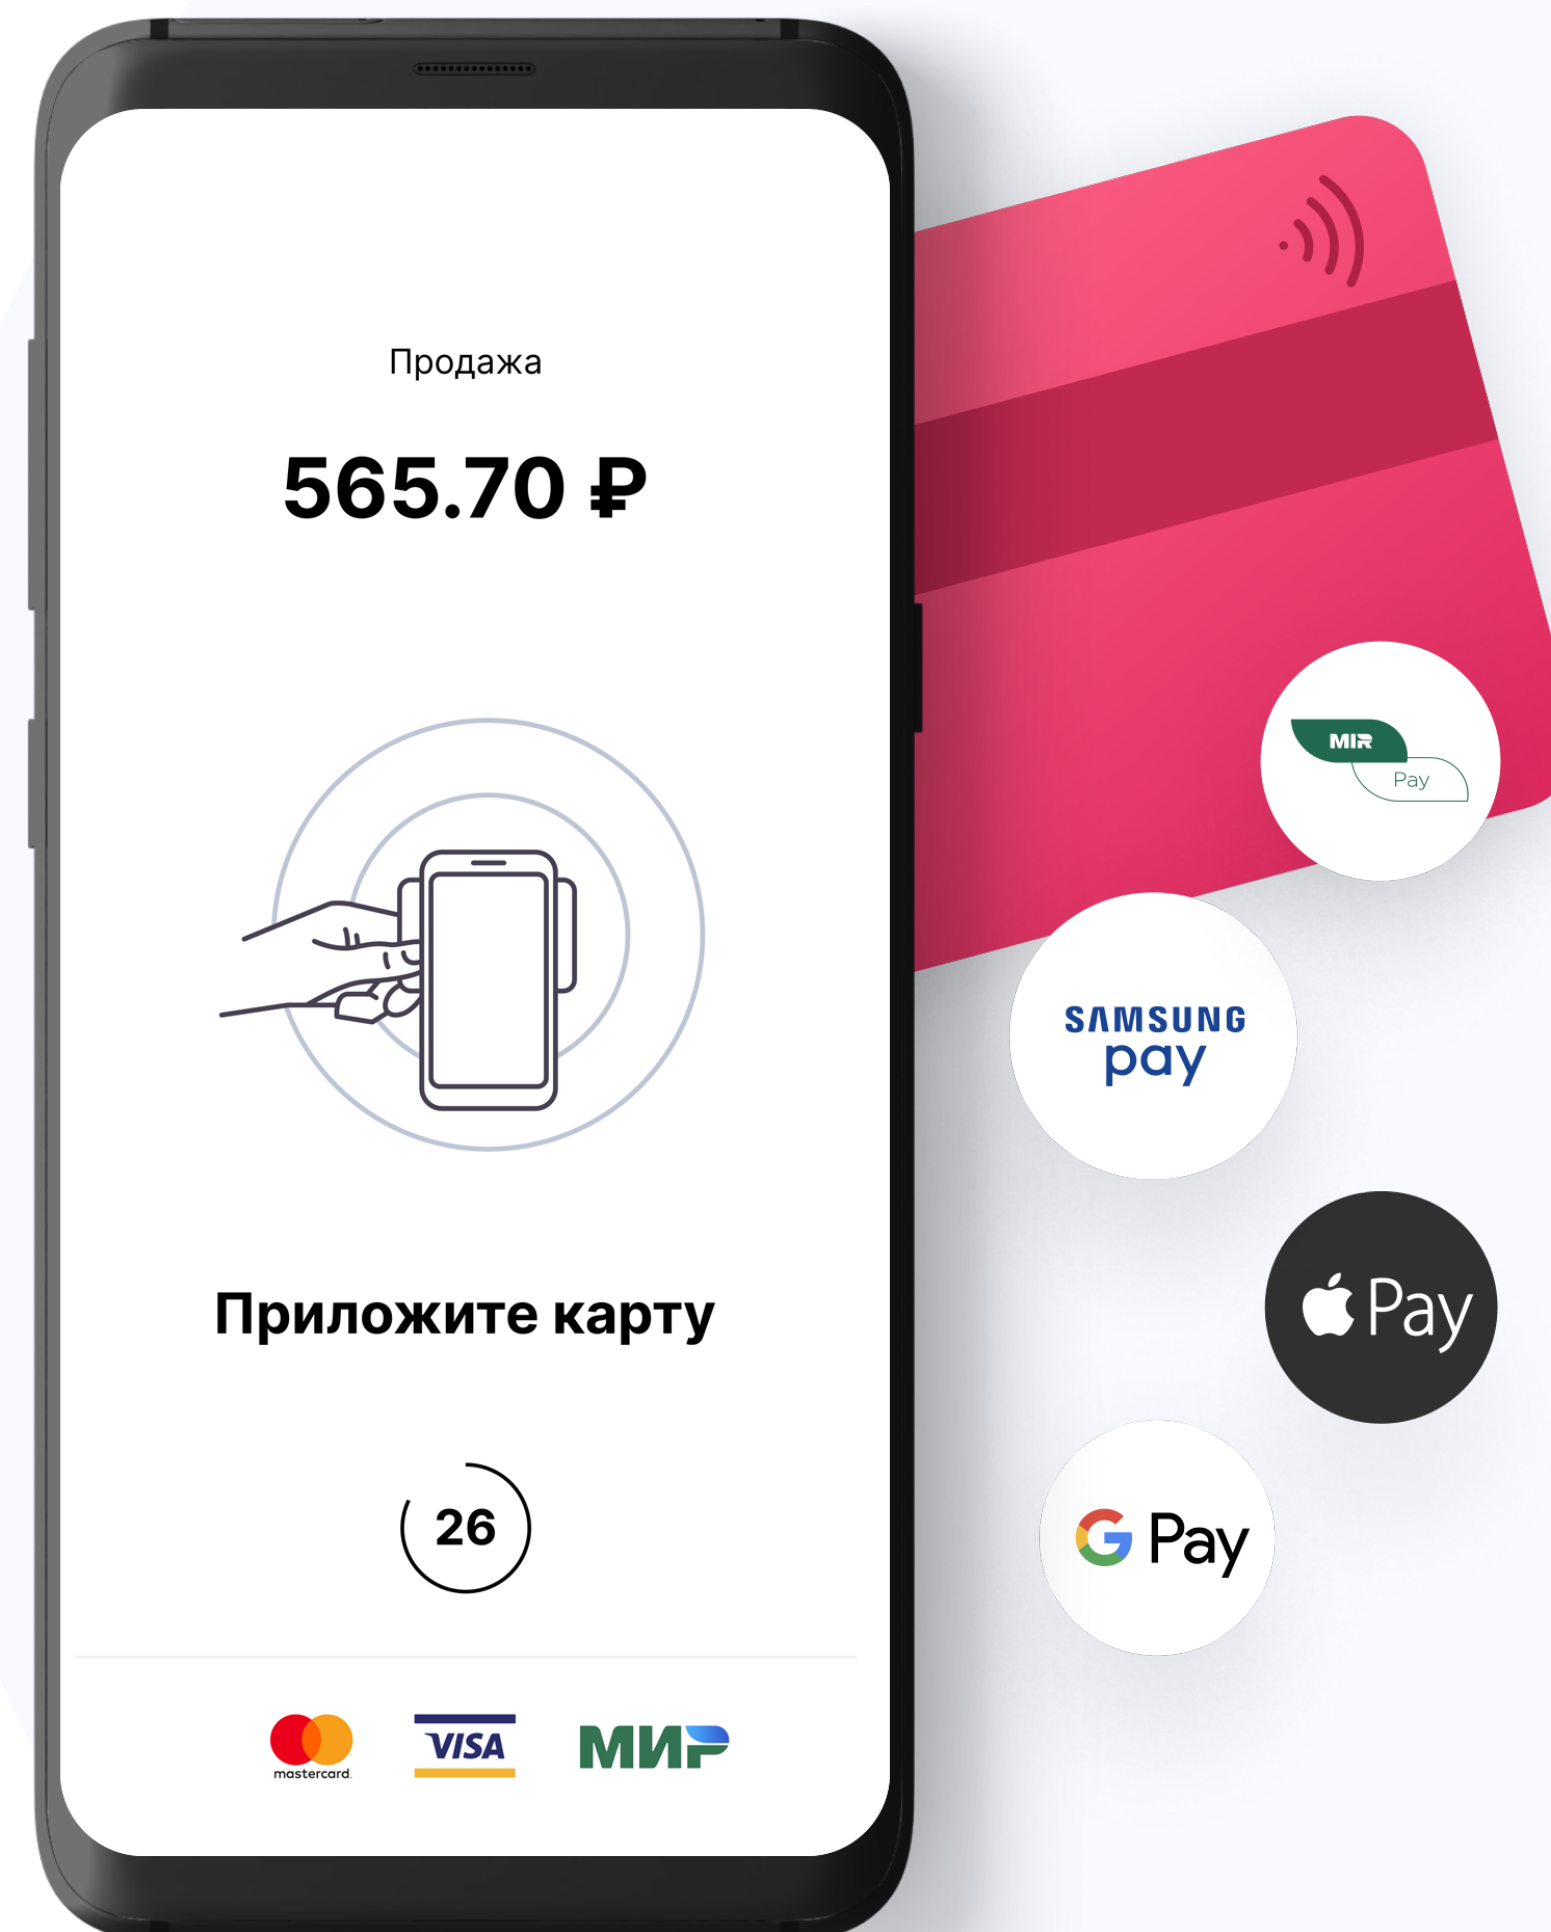 Продажа
565.70 ₽
Приложите карту
26
mastercard.
VISA
МИР
MIR
Pay
SAMSUNG
pay
Pay
G Pay